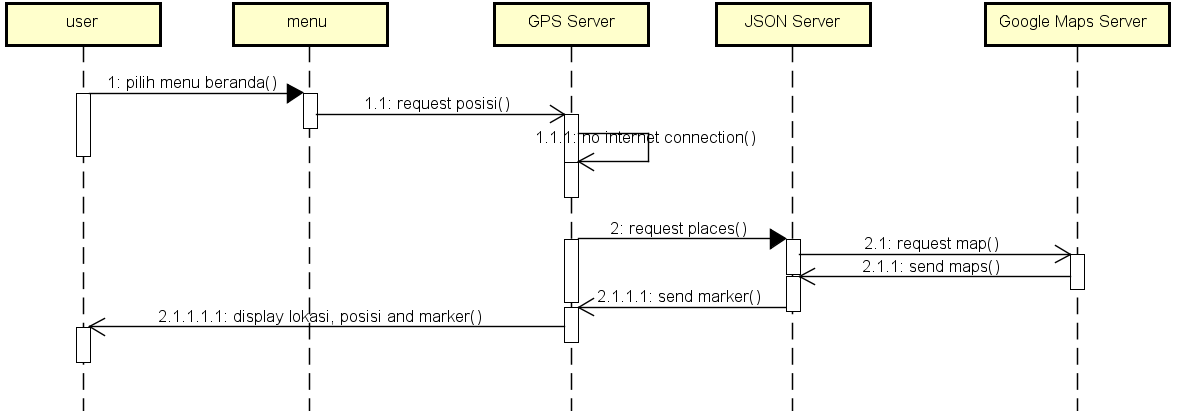 user
menu
GPS Server
JSON Server
Google Maps Server
1: pilih menu beranda()
1.1: request posisi()
1.1.1: no internet connection()
2: request places()
2.1: request map()
2.1.1: send maps()
2.1.1.1: send marker()
2.1.1.1.1: display lokasi, posisi and marker()